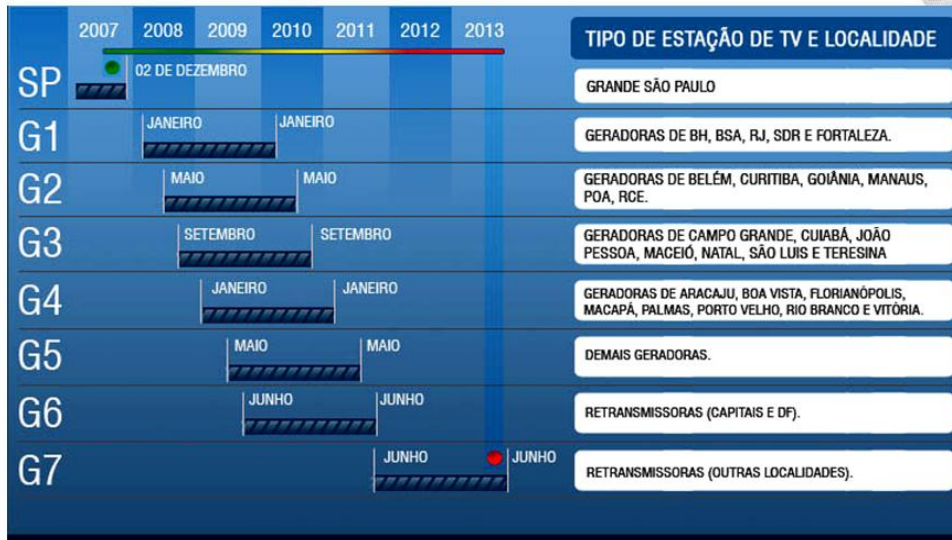 2007 2008 2009 2010 2011 2012 2013
TIPO DE ESTAÇÃO DE TV E LOCALIDADE
SP
02 DE DEZEMBRO
GRANDE SÃO PAULO
G1
JANEIRO JANEIRO
GERADORAS DE BH, BSA, RJ, SDR E FORTALEZA.
G2
MAIO MAIO
GERADORAS DE BELÉM, CURITIBA, GOIÂNIA, MANAUS,
POA, RCE.
G3
SETEMBRO SETEMBRO
GERADORAS DE CAMPO GRANDE, CUIABÁ, JOÃO
PESSOA, MACEIÓ, NATAL, SÃO LUIS E TERESINA
G4
JANEIRO JANEIRO
GERADORAS DE ARACAJU, BOA VISTA, FLORIANÓPOLIS,
MACAPÁ, PALMAS, PORTO VELHO, RIO BRANCO E VITÓRIA.
G5
MAIO MAIO
DEMAIS GERADORAS.
G6
JUNHO JUNHO
RETRANSMISSORAS (CAPITAIS E DF).
G7
JUNHO JUNHO
RETRANSMISSORAS (OUTRAS LOCALIDADES).